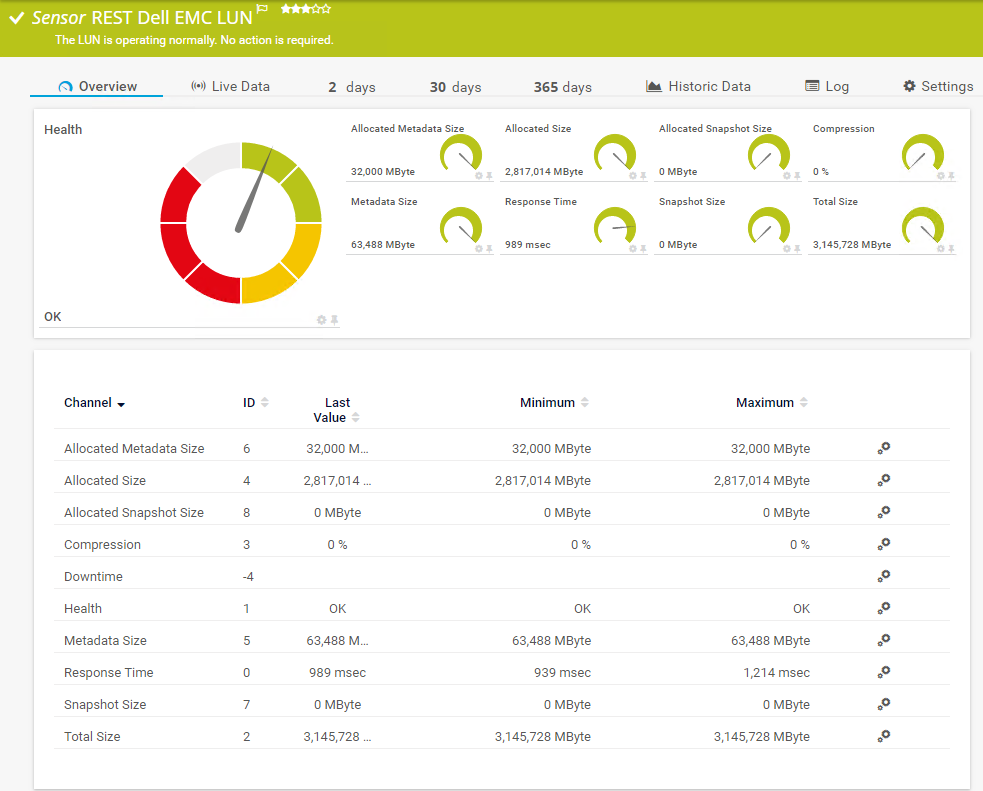 Sensor REST Dell EMC LUN
The LUN is operating normally. No action is required.
Overview Live Data 2 days 30 days 365 days Historic Data Log Settings
Health
OK
Allocated Metadata Size
32,000 MByte
Allocated Size
2,817,014 MByte
Allocated Snapshot Size
0 MByte
Compression
0 %
Metadata Size
63,488 MByte
Response Time
989 msec
Snapshot Size
0 MByte
Total Size
3,145,728 MByte
Channel ID Last Value Minimum Maximum
Allocated Metadata Size 6 32,000 M... 32,000 MByte 32,000 MByte
Allocated Size 4 2,817,014 ... 2,817,014 MByte 2,817,014 MByte
Allocated Snapshot Size 8 0 MByte 0 MByte 0 MByte
Compression 3 0 % 0 % 0 %
Downtime -4
Health 1 OK OK OK
Metadata Size 5 63,488 M... 63,488 MByte 63,488 MByte
Response Time 0 989 msec 939 msec 1,214 msec
Snapshot Size 7 0 MByte 0 MByte 0 MByte
Total Size 2 3,145,728 ... 3,145,728 MByte 3,145,728 MByte